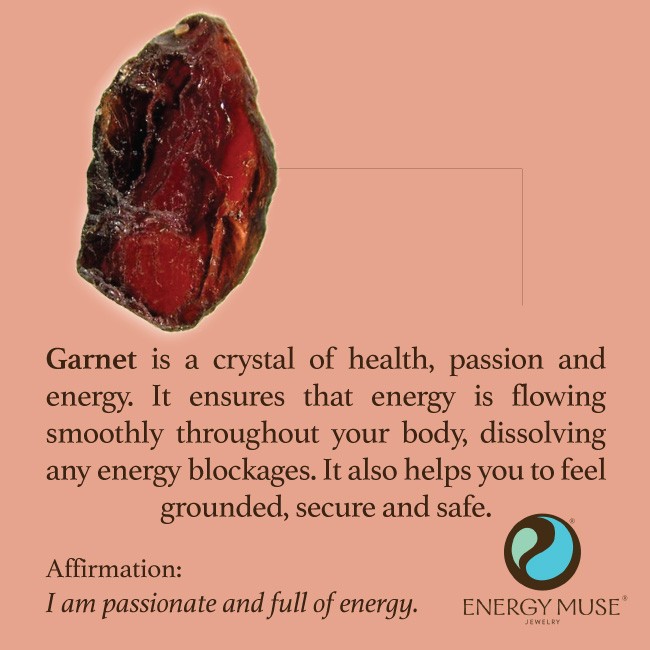 Garnet is a crystal of health, passion and
energy. It ensures that energy is flowing
smoothly throughout your body, dissolving
any energy blockages. It also helps you to feel
grounded, secure and safe.
Affirmation:
I am passionate and full of energy.
®
ENERGY MUSE®
JEWELRY